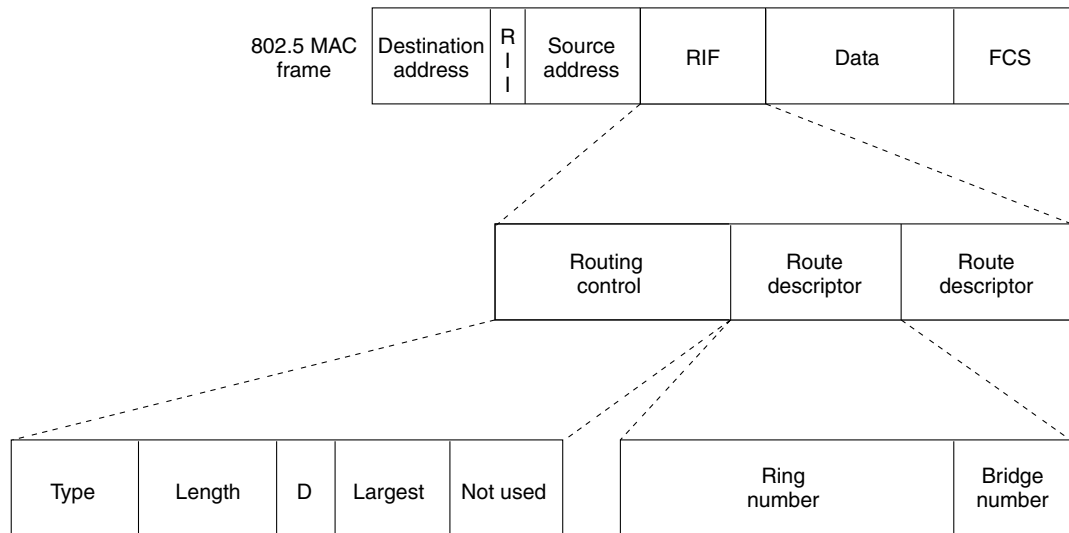 802.5 MAC
frame
Destination
address
R
I
I
Source
address
RIF
Data
FCS
Routing
control
Route
descriptor
Route
descriptor
Type
Length
D
Largest
Not used
Ring
number
Bridge
number